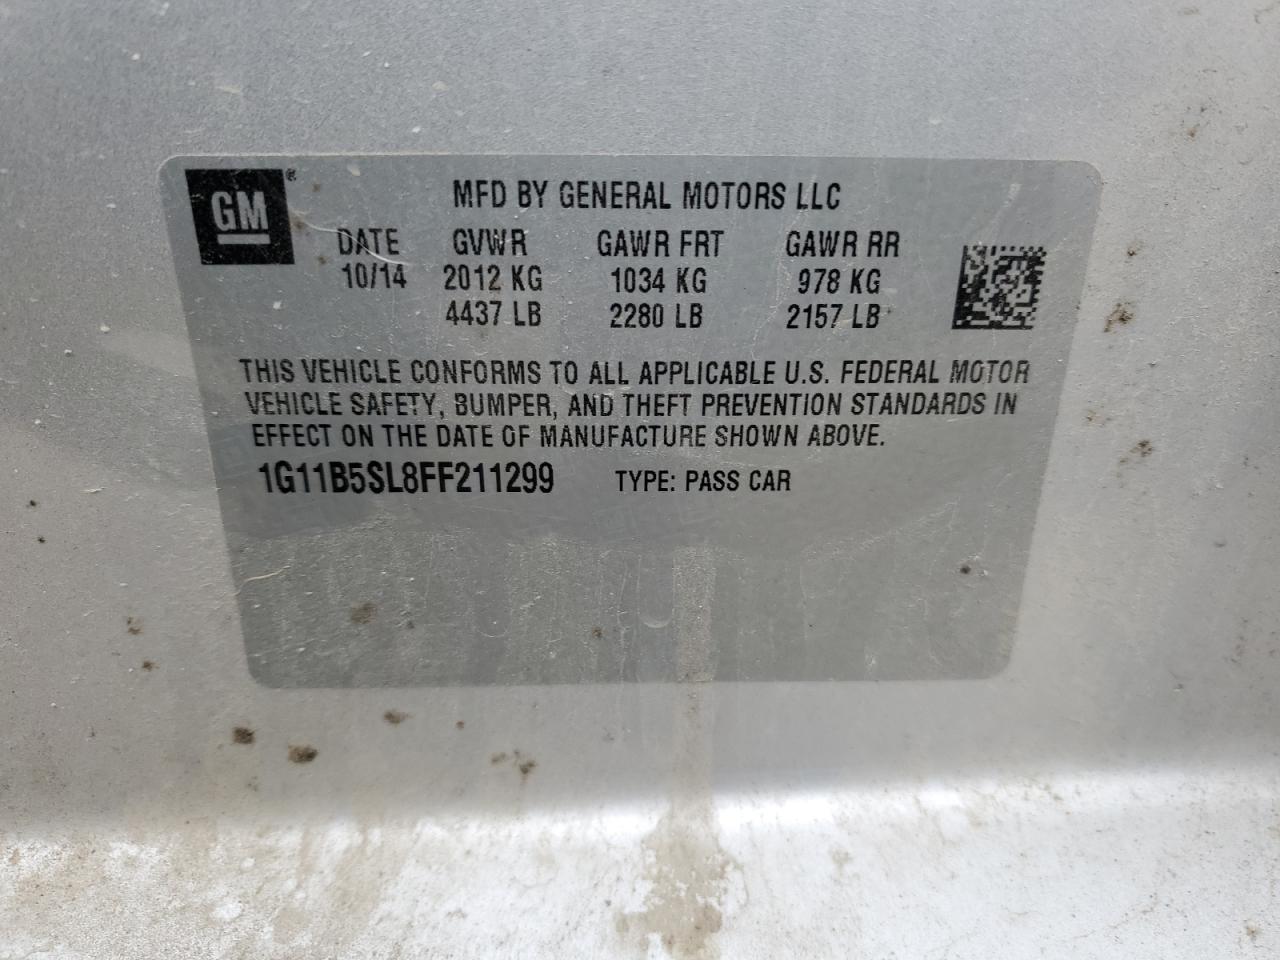 GM®
MFD BY GENERAL MOTORS LLC
DATE GVWR GAWR FRT GAWR RR
10/14 2012 KG 1034 KG 978 KG
4437 LB 2280 LB 2157 LB
THIS VEHICLE CONFORMS TO ALL APPLICABLE U.S. FEDERAL MOTOR
VEHICLE SAFETY, BUMPER, AND THEFT PREVENTION STANDARDS IN
EFFECT ON THE DATE OF MANUFACTURE SHOWN ABOVE.
1G11B5SL8FF211299 TYPE: PASS CAR